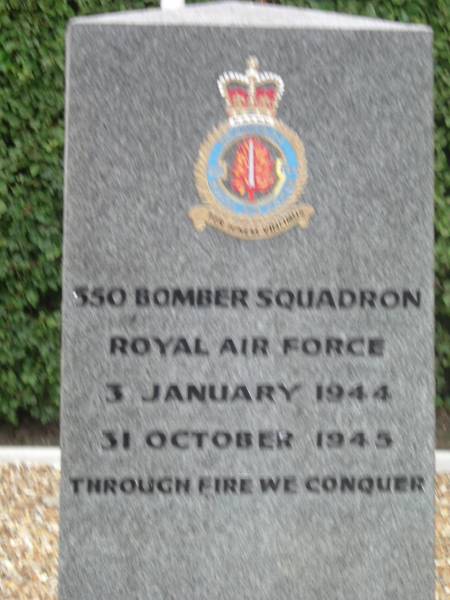 550 BOMBER SQUADRON
ROYAL AIR FORCE
3 JANUARY 1944
31 OCTOBER 1945
THROUGH FIRE WE CONQUER